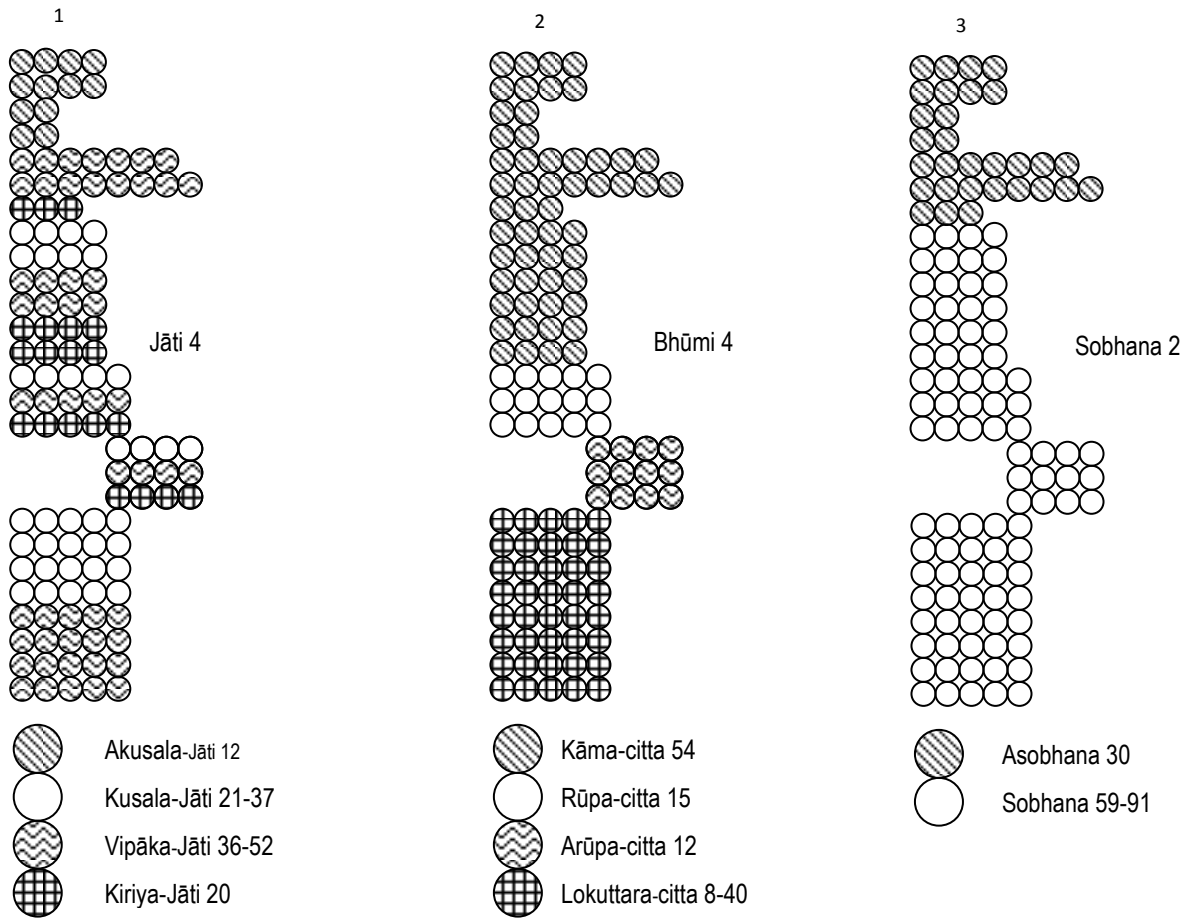 1
Jāti 4
Akusala-Jāti 12
Kusala-Jāti 21-37
Vipāka-Jāti 36-52
Kiriya-Jāti 20
2
Bhūmi 4
Kāma-citta 54
Rūpa-citta 15
Arūpa-citta 12
Lokuttara-citta 8-40
3
Sobhana 2
Asobhana 30
Sobhana 59-91